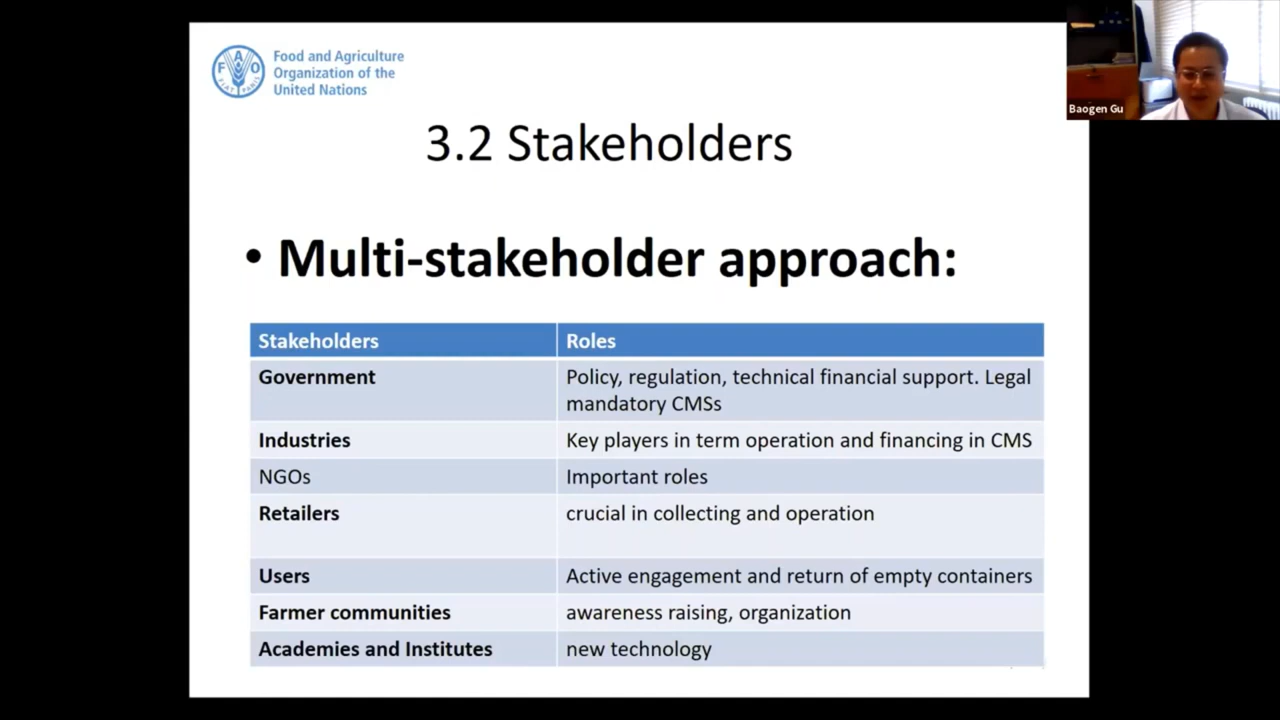 Food and Agriculture
Organization of the
United Nations
F A O
FIAT PANIS
Baogen Gu
3.2 Stakeholders
• Multi-stakeholder approach:
Stakeholders Roles
Government Policy, regulation, technical financial support. Legal
mandatory CMSs
Industries Key players in term operation and financing in CMS
NGOs Important roles
Retailers crucial in collecting and operation
Users Active engagement and return of empty containers
Farmer communities awareness raising, organization
Academies and Institutes new technology